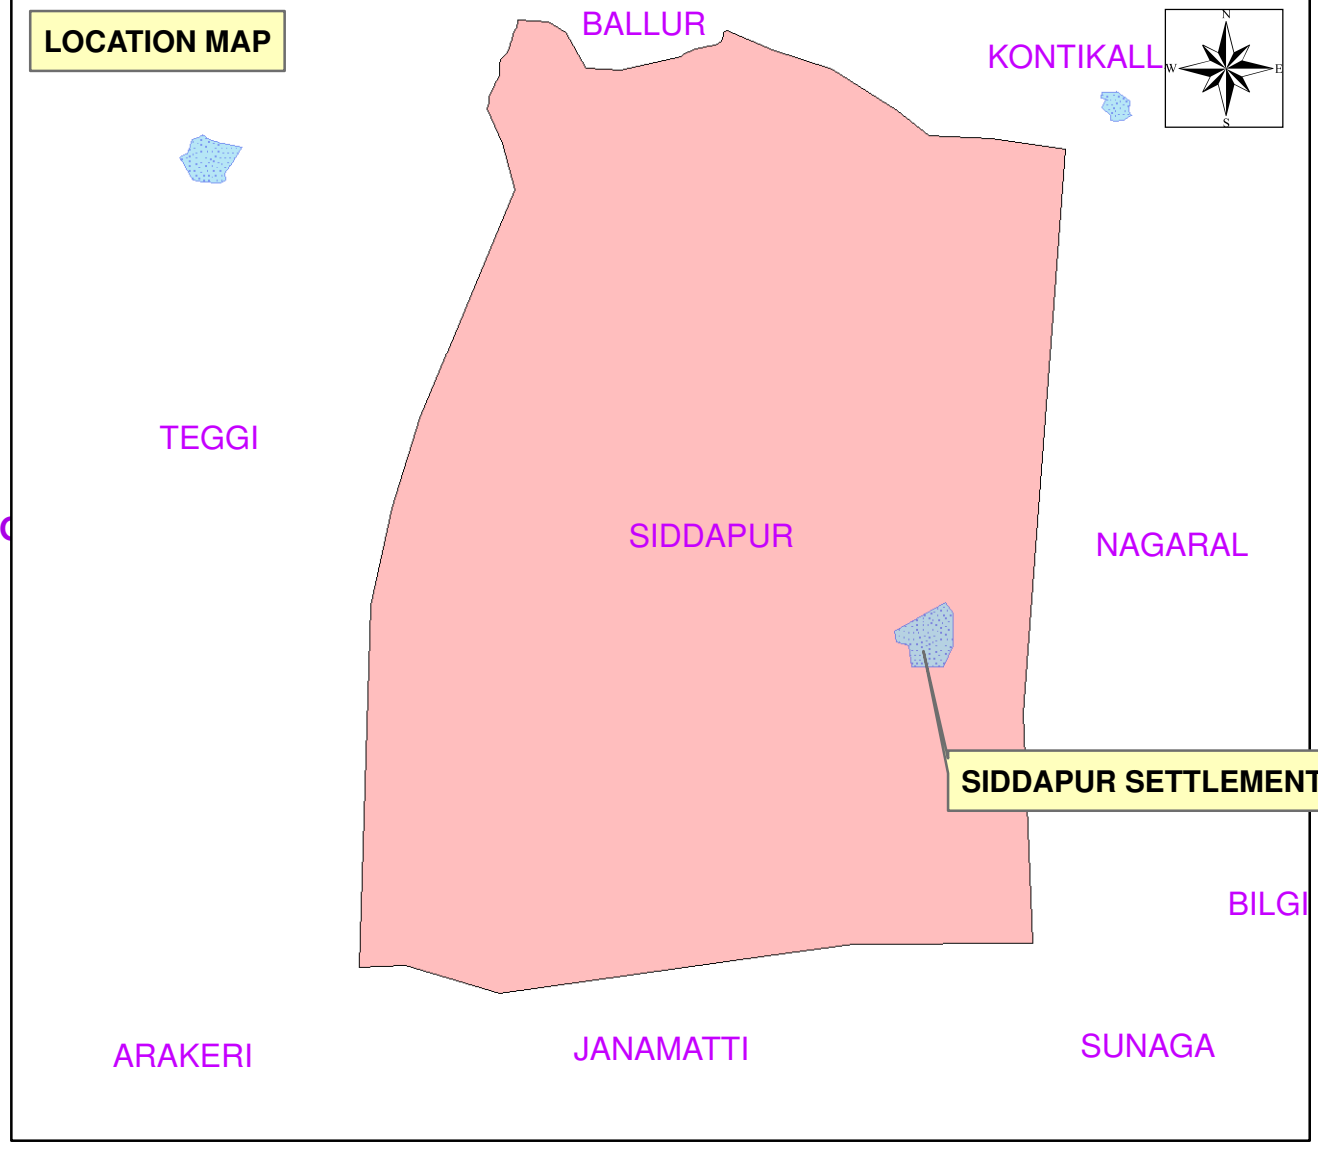 LOCATION MAP
BALLUR
KONTIKALL
N
W
E
S
TEGGI
SIDDAPUR
NAGARAL
SIDDAPUR SETTLEMENT
BILGI
ARAKERI
JANAMATTI
SUNAGA